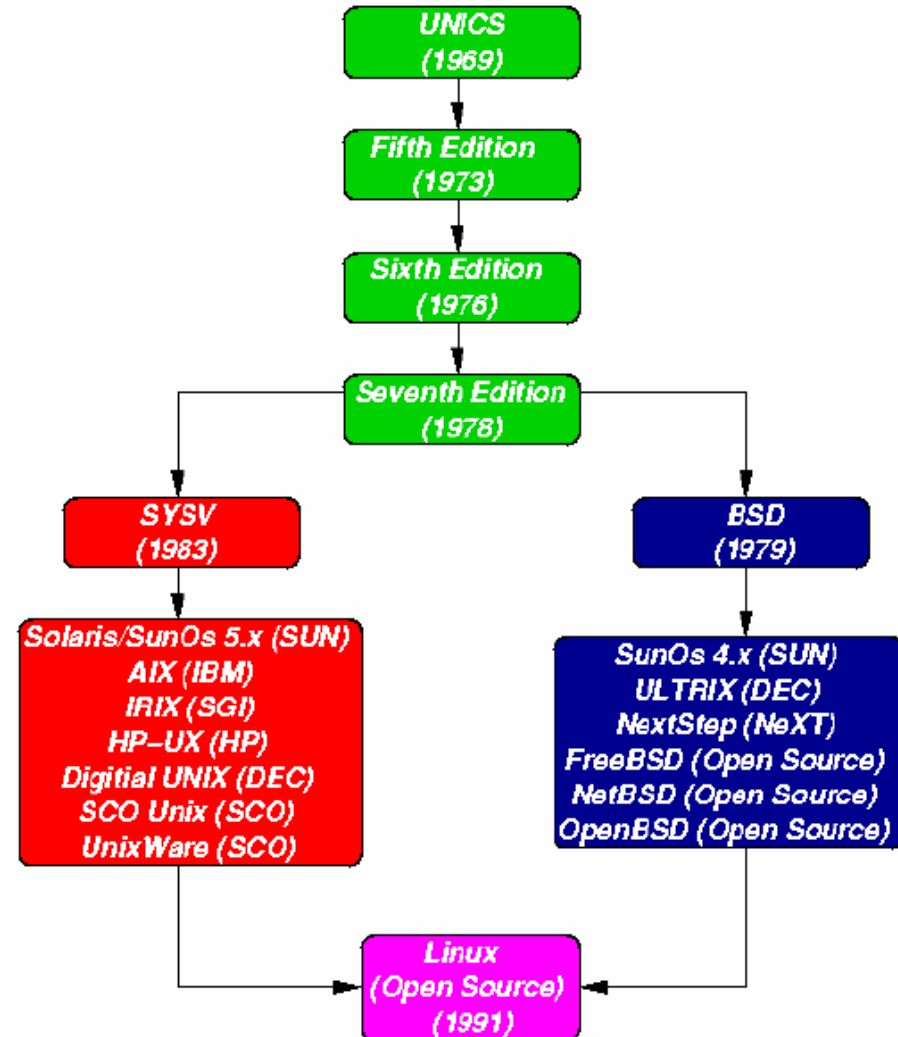 UNICS
(1969)
Fifth Edition
(1973)
Sixth Edition
(1976)
Seventh Edition
(1978)
SYSV
(1983)
BSD
(1979)
Solaris/SunOs 5.x (SUN)
AIX (IBM)
IRIX (SGI)
HP-UX (HP)
Digitial UNIX (DEC)
SCO Unix (SCO)
UnixWare (SCO)
SunOs 4.x (SUN)
ULTRIX (DEC)
NextStep (NeXT)
FreeBSD (Open Source)
NetBSD (Open Source)
OpenBSD (Open Source)
Linux
(Open Source)
(1991)